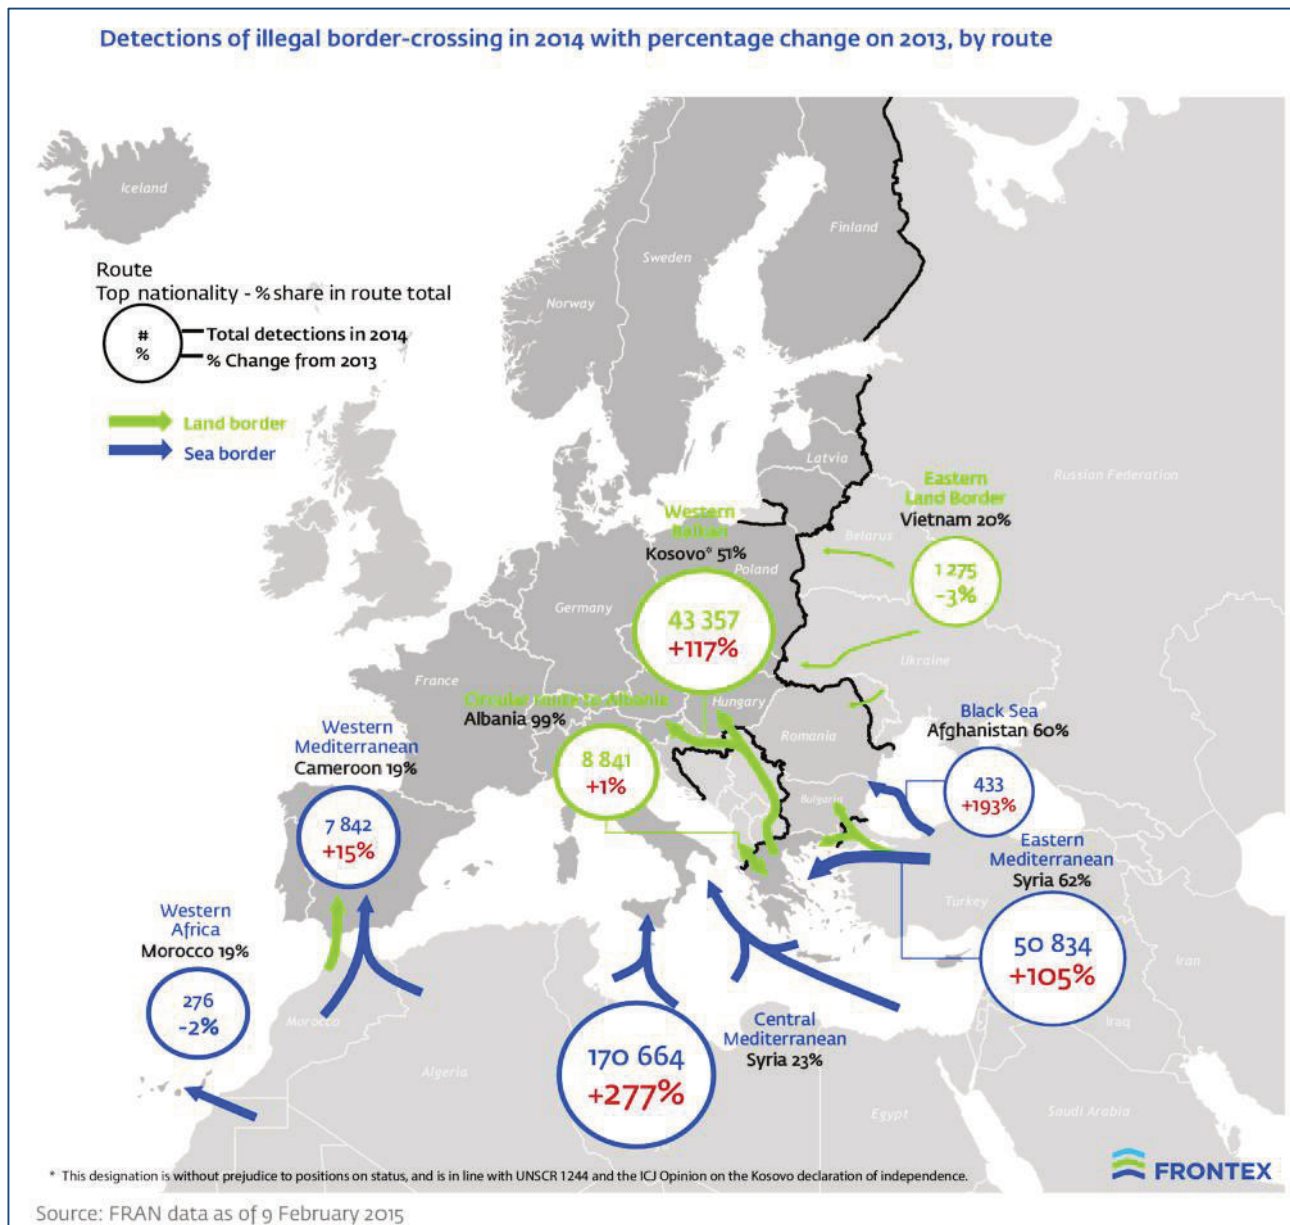 Detections of illegal border-crossing in 2014 with percentage change on 2013, by route
Iceland
Finland
Sweden
Norway
Route
Top nationality - % share in route total
#
%
Total detections in 2014
% Change from 2013
Land border
Sea border
Latvia
Russian Federation
Eastern
Land Border
Vietnam 20%
1 275
-3%
Belarus
Western
Balkan
Kosovo* 51%
43 357
+117%
Poland
Germany
Ukraine
France
Circular route to Albania
Albania 99%
8 841
+1%
Hungary
Romania
Bulgaria
Black Sea
Afghanistan 60%
433
+193%
Western
Mediterranean
Cameroon 19%
7 842
+15%
Eastern
Mediterranean
Syria 62%
50 834
+105%
Turkey
Iran
Iraq
Western
Africa
Morocco 19%
276
-2%
Morocco
Algeria
Central
Mediterranean
Syria 23%
170 664
+277%
Egypt
Saudi Arabia
* This designation is without prejudice to positions on status, and is in line with UNSCR 1244 and the ICJ Opinion on the Kosovo declaration of independence.
FRONTEX
Source: FRAN data as of 9 February 2015